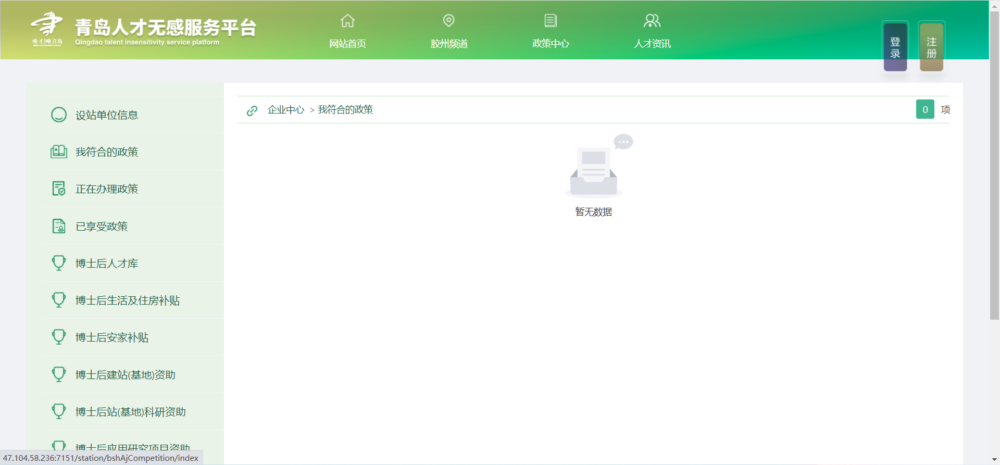 唯才唯青岛
青岛人才无感服务平台
Qingdao talent insensitivity service platform
网站首页
胶州频道
政策中心
人才资讯
登录
注册
设站单位信息
我符合的政策
正在办理政策
已享受政策
博士后人才库
博士后生活及住房补贴
博士后安家补贴
博士后建站(基地)资助
博士后站(基地)科研资助
博士后应用研究项目资助
企业中心 > 我符合的政策
0 项
暂无数据
47.104.58.236:7151/station/bshAjCompetition/index